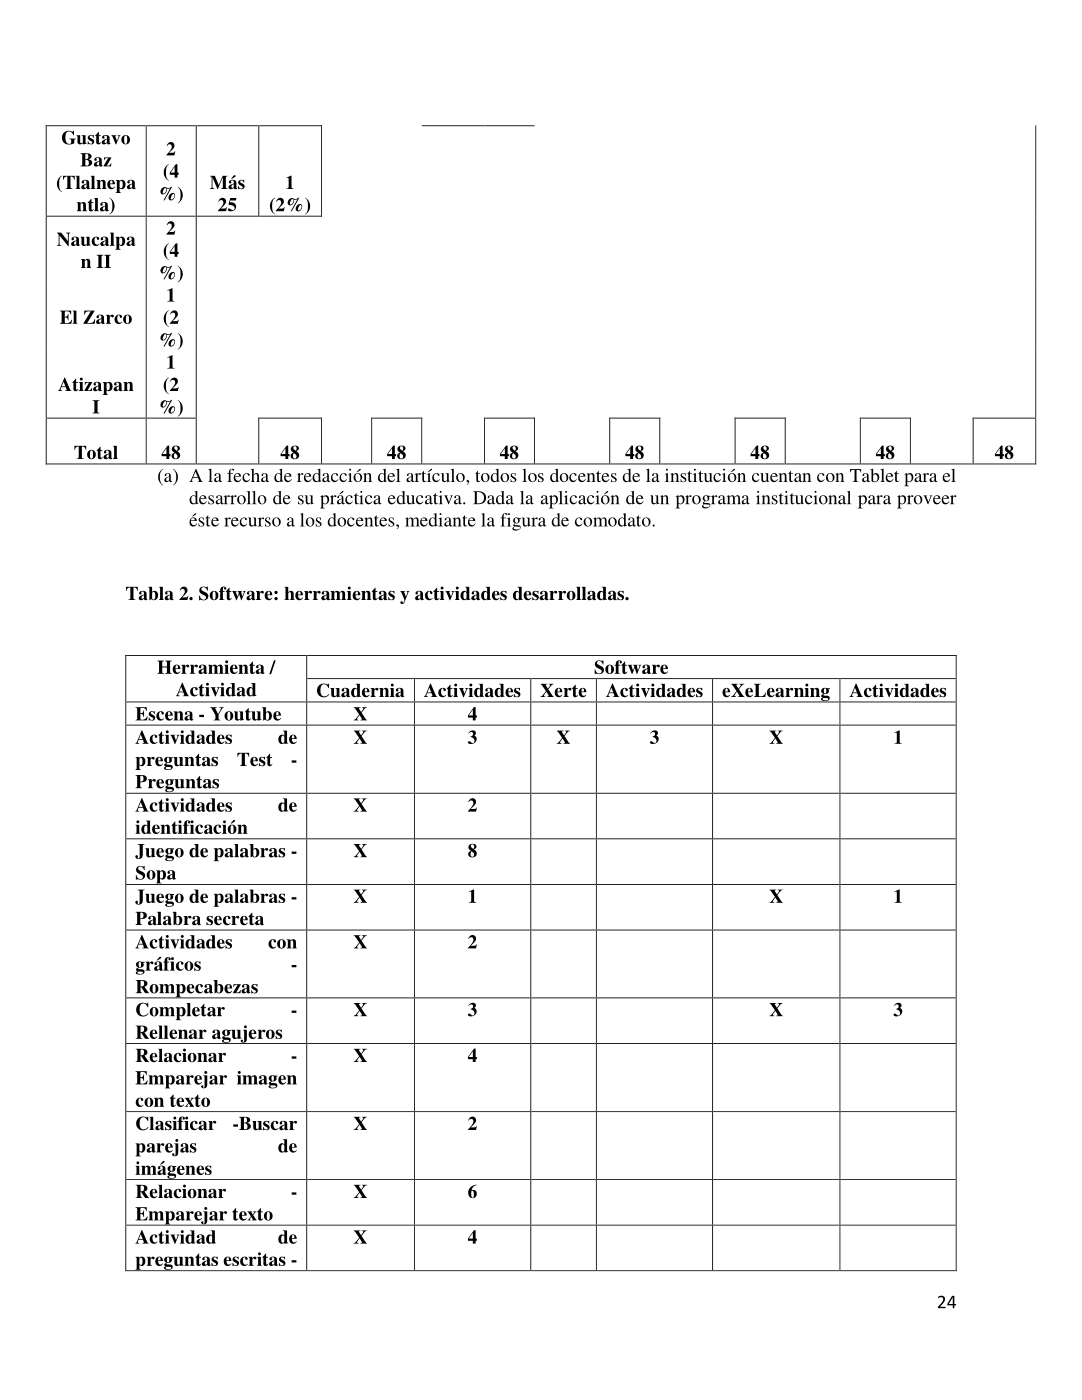 Gustavo
Baz
(Tlalnepa
ntla)
2
(4
%)
Más
25
1
(2%)
Naucalpa
n II
2
(4
%)
El Zarco
1
(2
%)
Atizapan
I
1
(2
%)
Total 48 48 48 48 48 48 48 48
(a) A la fecha de redacción del artículo, todos los docentes de la institución cuentan con Tablet para el
desarrollo de su práctica educativa. Dada la aplicación de un programa institucional para proveer
éste recurso a los docentes, mediante la figura de comodato.
Tabla 2. Software: herramientas y actividades desarrolladas.
Herramienta /
Actividad
Software
Cuadernia Actividades Xerte Actividades eXeLearning Actividades
Escena - Youtube X 4
Actividades de X 3 X 3 X 1
preguntas Test -
Preguntas
Actividades de X 2
identificación
Juego de palabras - X 8
Sopa
Juego de palabras - X 1 X 1
Palabra secreta
Actividades con X 2
gráficos -
Rompecabezas
Completar - X 3 X 3
Rellenar agujeros
Relacionar - X 4
Emparejar imagen
con texto
Clasificar -Buscar X 2
parejas de
imágenes
Relacionar - X 6
Emparejar texto
Actividad de X 4
preguntas escritas -
24